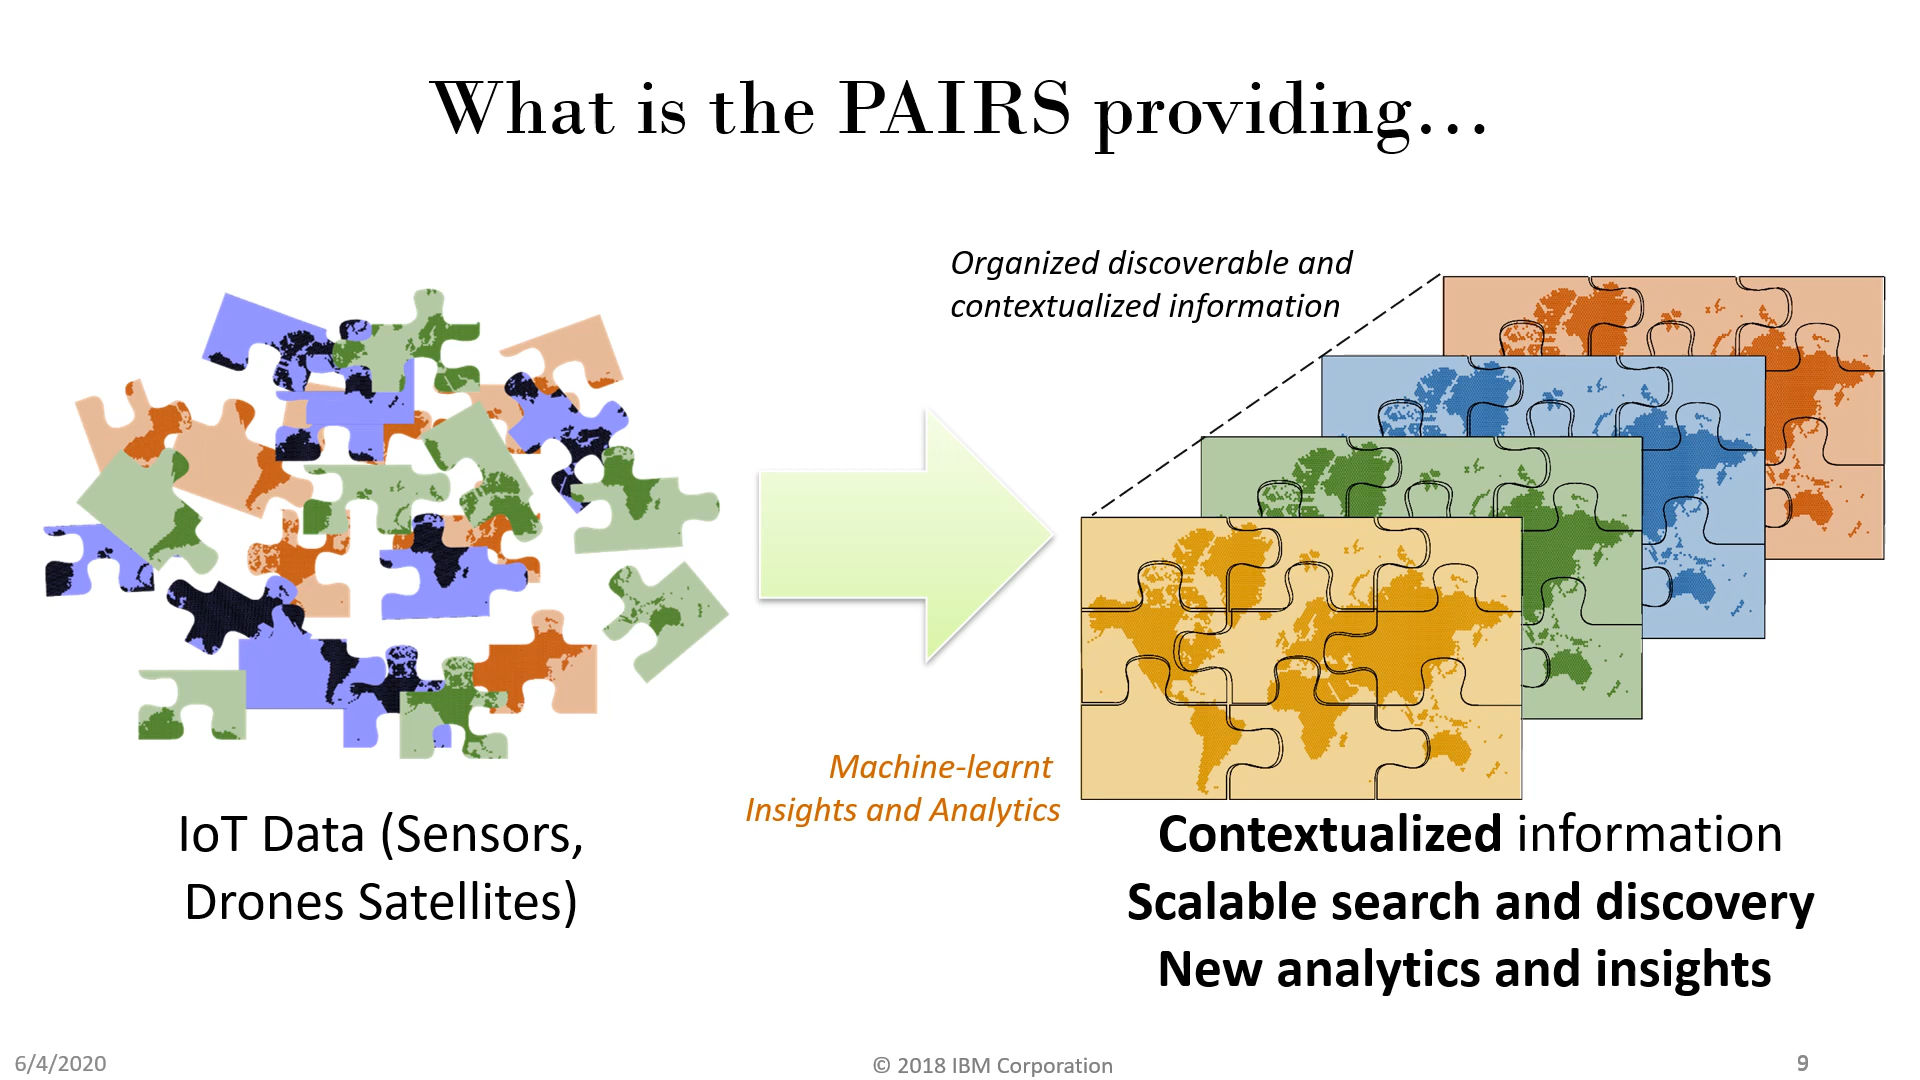 What is the PAIRS providing…
Organized discoverable and
contextualized information
Machine-learnt
Insights and Analytics
IoT Data (Sensors,
Drones Satellites)
Contextualized information
Scalable search and discovery
New analytics and insights
6/4/2020
© 2018 IBM Corporation
9